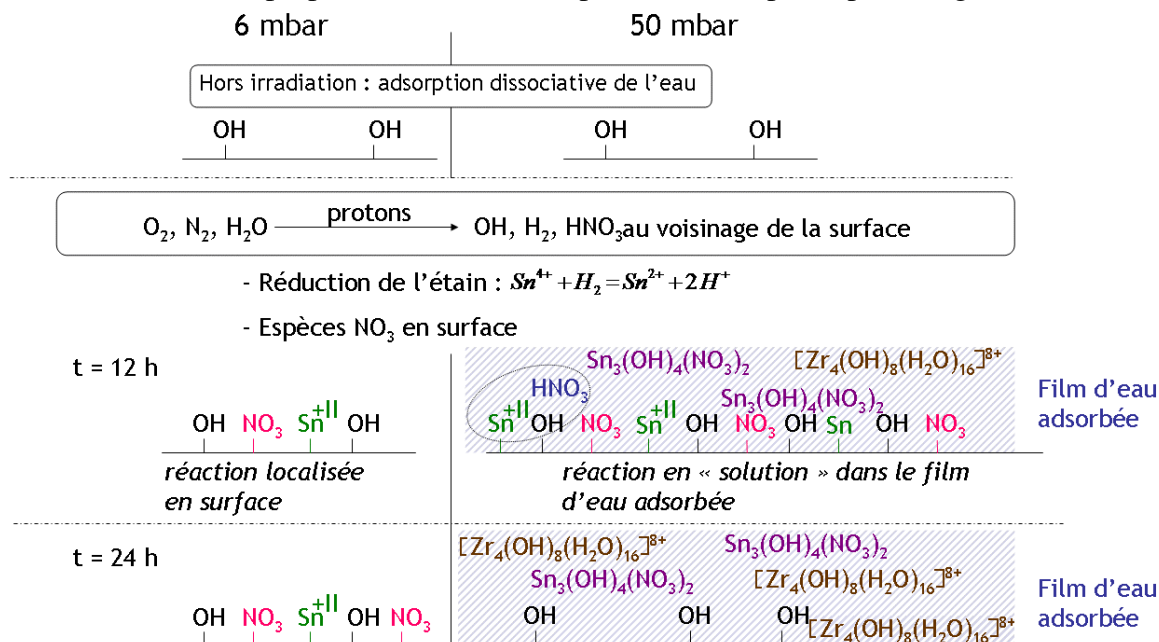 6 mbar 50 mbar
Hors irradiation : adsorption dissociative de l’eau
OH OH OH OH
O₂, N₂, H₂O protons OH, H₂, HNO₃ au voisinage de la surface
- Réduction de l’étain : Sn⁴⁺ + H₂ = Sn²⁺ + 2H⁺
- Espèces NO₃ en surface
t = 12 h
Sn₃(OH)₄(NO₃)₂ [Zr₄(OH)₈(H₂O)₁₆]⁸⁺
HNO₃ Sn₃(OH)₄(NO₃)₂
Film d’eau
adsorbée
OH NO₃ Sn⁺ᴵᴵ OH Sn⁺ᴵᴵ OH NO₃ Sn⁺ᴵᴵ OH NO₃ OH Sn OH NO₃
réaction localisée
en surface
réaction en « solution » dans le film
d’eau adsorbée
t = 24 h
[Zr₄(OH)₈(H₂O)₁₆]⁸⁺ Sn₃(OH)₄(NO₃)₂
Sn₃(OH)₄(NO₃)₂ [Zr₄(OH)₈(H₂O)₁₆]⁸⁺
Film d’eau
adsorbée
OH NO₃ Sn⁺ᴵᴵ OH NO₃ OH OH OH [Zr₄(OH)₈(H₂O)₁₆]⁸⁺